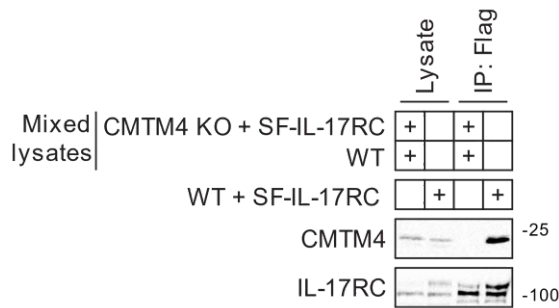 Lysate
IP: Flag
Mixed lysates
CMTM4 KO + SF-IL-17RC + +
WT + +
WT + SF-IL-17RC + +
CMTM4 -25
IL-17RC -100